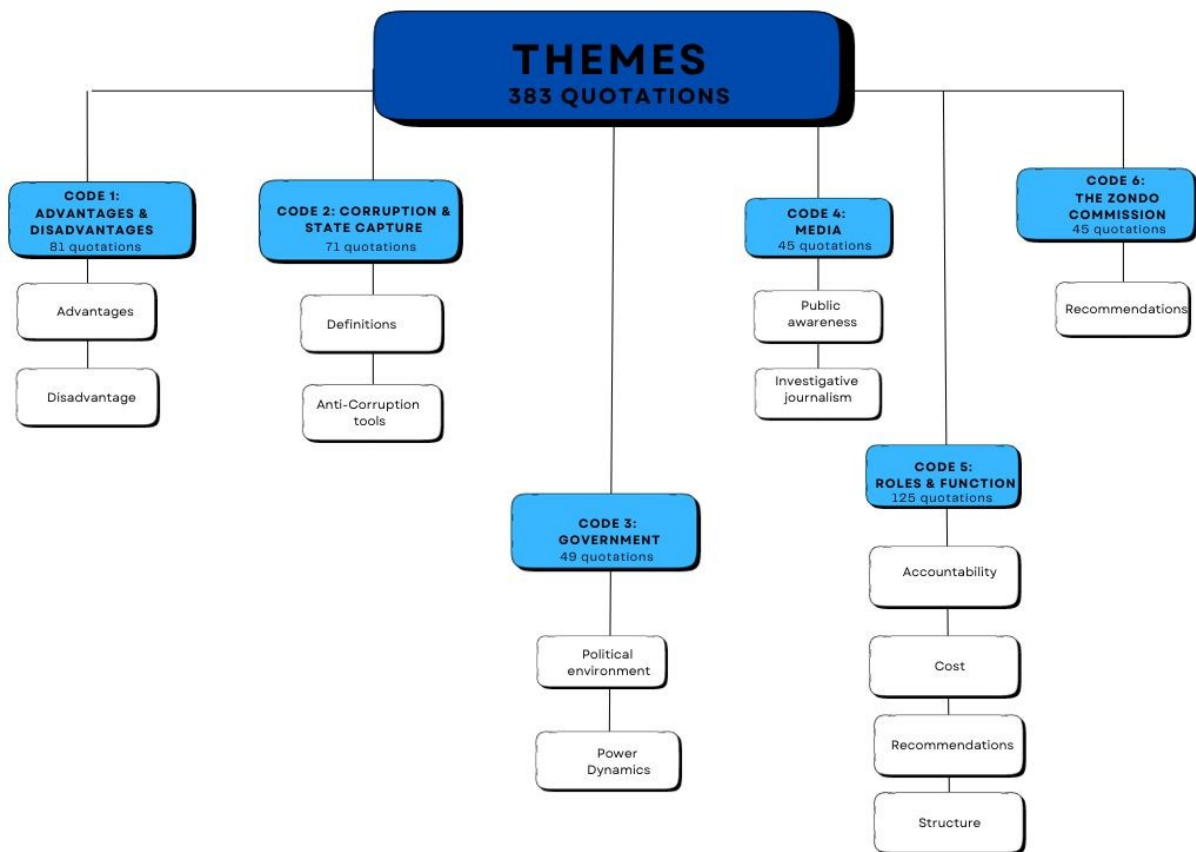 THEMES
383 QUOTATIONS
CODE 1:
ADVANTAGES &
DISADVANTAGES
81 quotations
Advantages
Disadvantage
CODE 2: CORRUPTION &
STATE CAPTURE
71 quotations
Definitions
Anti-Corruption
tools
CODE 3:
GOVERNMENT
49 quotations
Political
environment
Power
Dynamics
CODE 4:
MEDIA
45 quotations
Public
awareness
Investigative
journalism
CODE 5:
ROLES & FUNCTION
125 quotations
Accountability
Cost
Recommendations
Structure
CODE 6:
THE ZONDO
COMMISSION
45 quotations
Recommendations